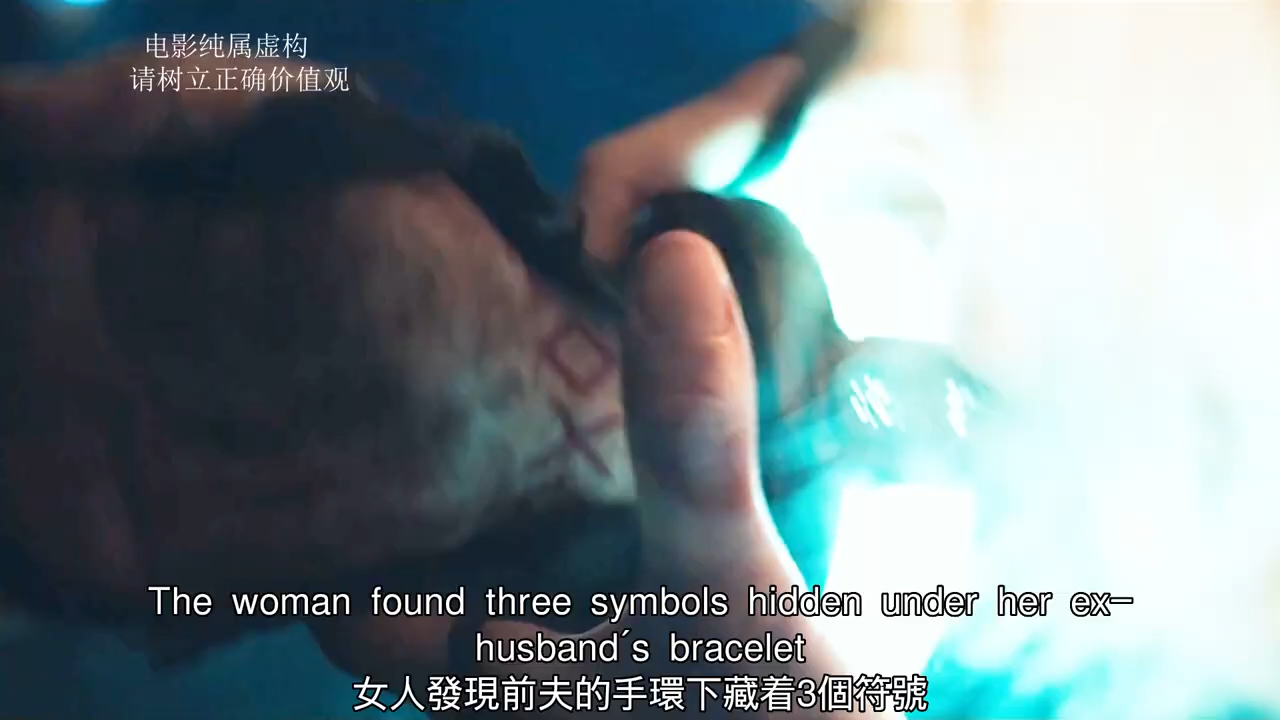 电影纯属虚构
请树立正确价值观
The woman found three symbols hidden under her ex-
husband´s bracelet
女人發現前夫的手環下藏着3個符號